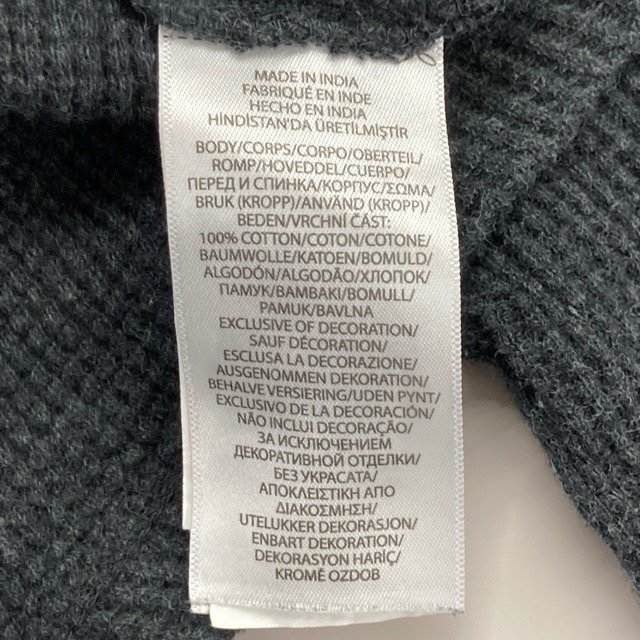 MADE IN INDIA
FABRIQUÉ EN INDE
HECHO EN INDIA
HİNDİSTAN'DA ÜRETİLMİŞTİR
BODY/CORPS/CORPO/OBERTEIL/
ROMP/HOVEDDEL/CUERPO/
ПЕРЕД И СПИНКА/КОРПУС/ΣΩΜΑ/
BRUK (KROPP)/ANVÄND (KROPP)/
BEDEN/VRCHNÍ ČÁST:
100% COTTON/COTON/COTONE/
BAUMWOLLE/KATOEN/BOMULD/
ALGODÓN/ALGODÃO/ХЛОПОК/
ПАМУК/BAMBAKI/BOMULL/
PAMUK/BAVLNA
EXCLUSIVE OF DECORATION/
SAUF DÉCORATION/
ESCLUSA LA DECORAZIONE/
AUSGENOMMEN DEKORATION/
BEHALVE VERSIERING/UDEN PYNT/
EXCLUSIVO DE LA DECORACIÓN/
NÃO INCLUI DECORAÇÃO/
ЗА ИСКЛЮЧЕНИЕМ
ДЕКОРАТИВНОЙ ОТДЕЛКИ/
БЕЗ УКРАСАТА/
ΑΠΟΚΛΕΙΣΤΙΚΗ ΑΠΟ
ΔΙΑΚΟΣΜΗΣΗ/
UTELUKKER DEKORASJON/
ENBART DEKORATION/
DEKORASYON HARİÇ/
KROMĚ OZDOB